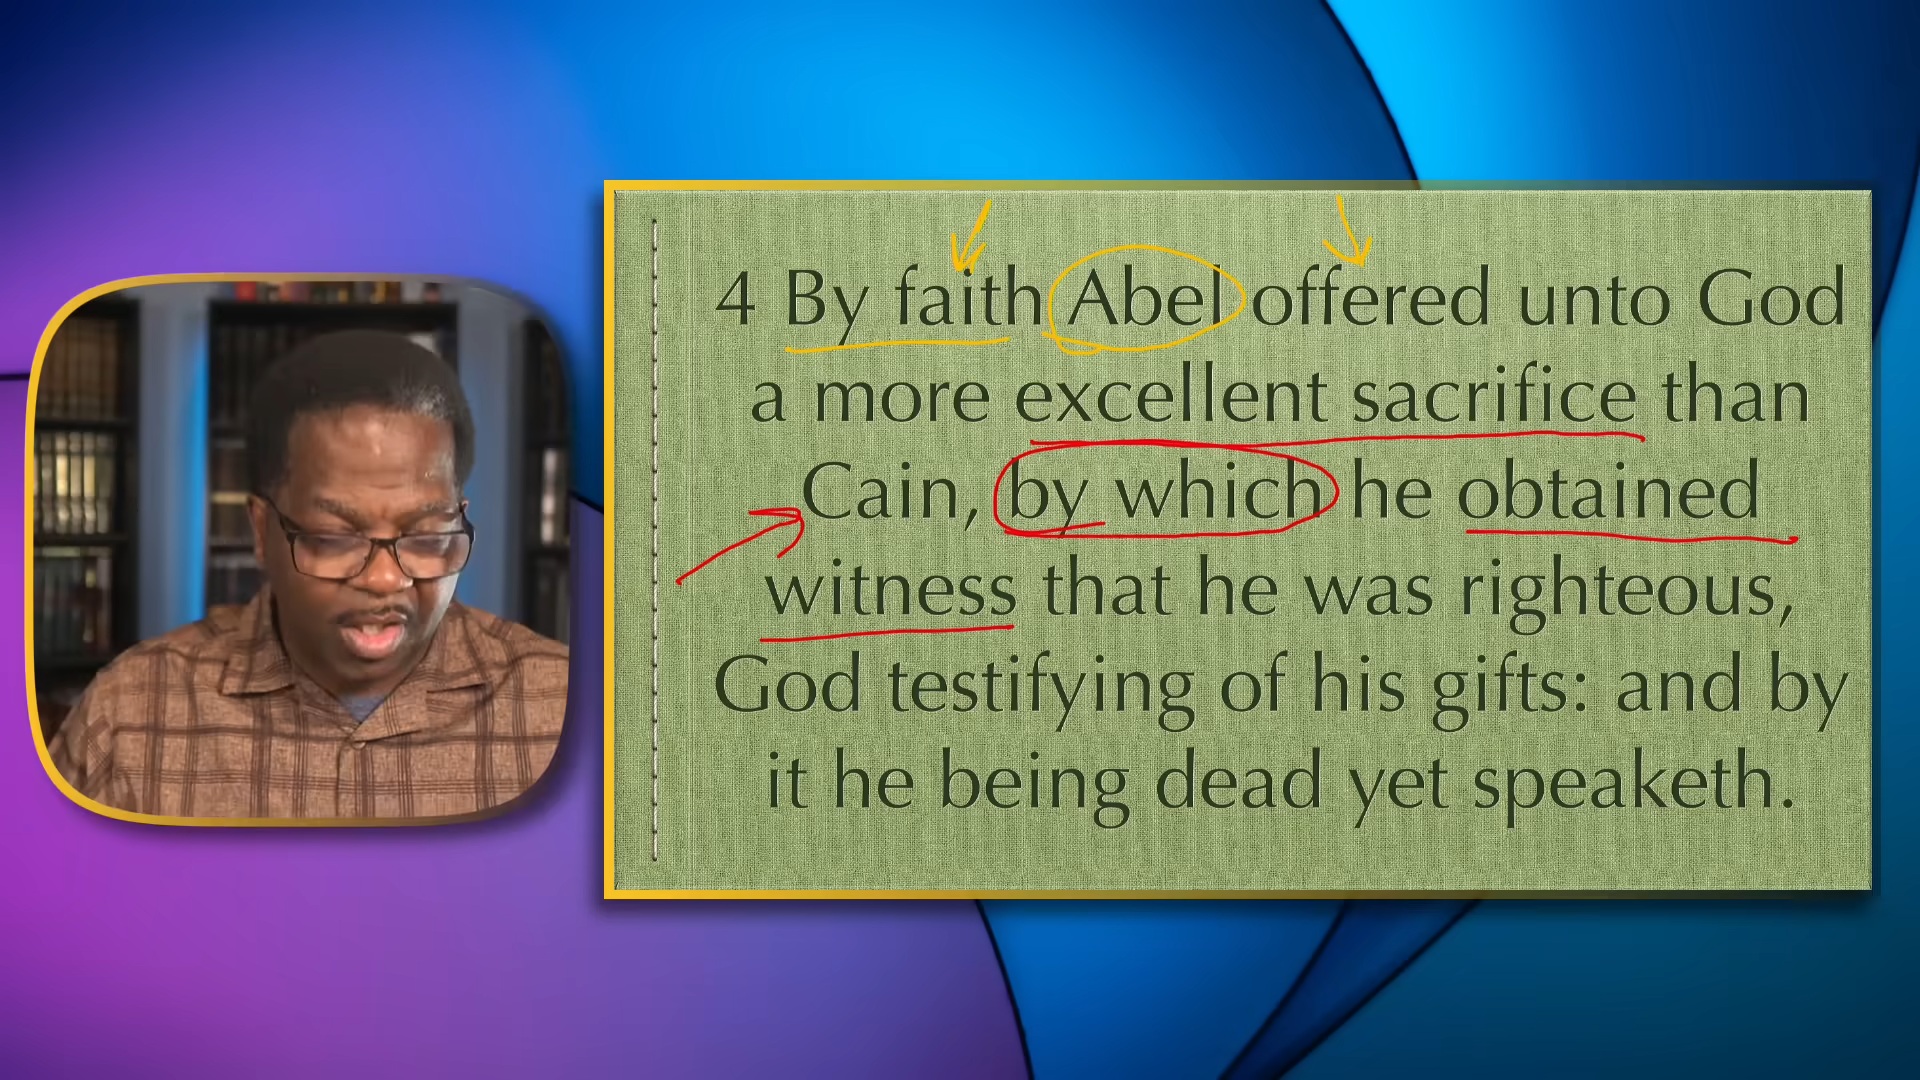 4 By faith Abel offered unto God
a more excellent sacrifice than
Cain, by which he obtained
witness that he was righteous,
God testifying of his gifts: and by
it he being dead yet speaketh.